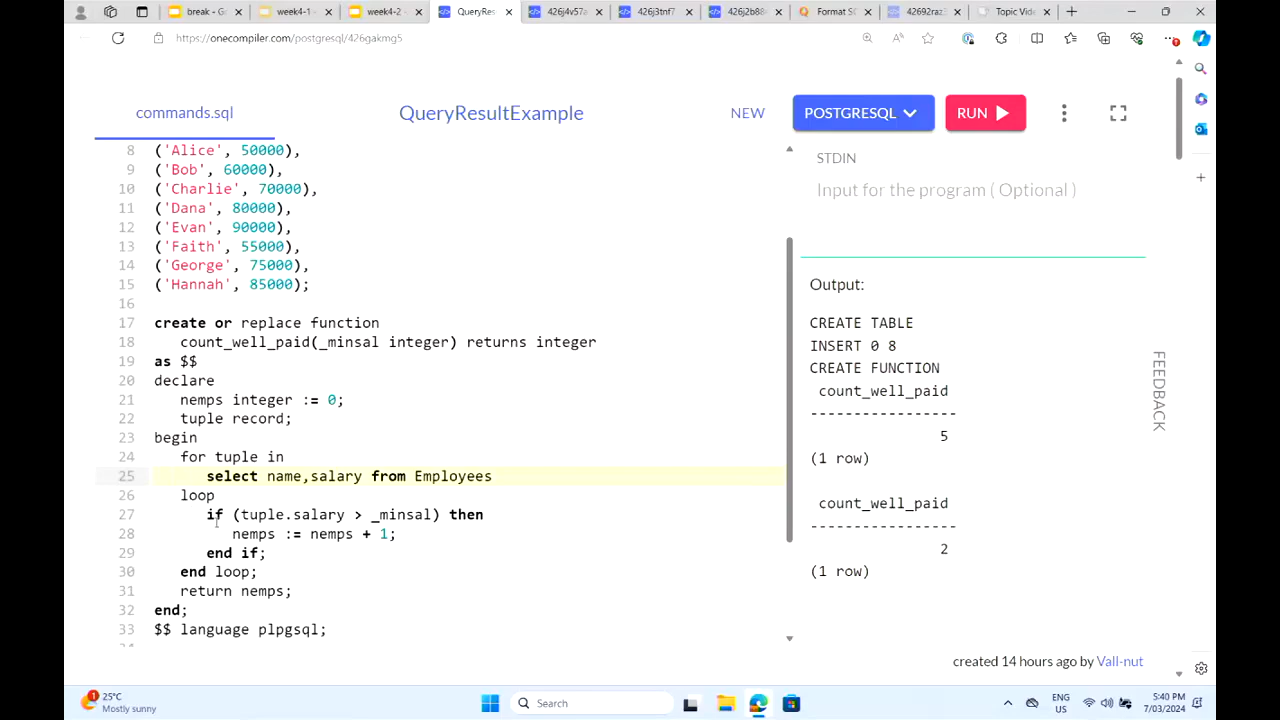 break - G
week4-1
week4-2
QueryRes
426j4v57a
426j3tnf7
426j2b88e
Format SQ
42692raz3
Topic Vide
https://onecompiler.com/postgresql/426gakmg5
commands.sql
QueryResultExample
NEW
POSTGRESQL
RUN
8 ('Alice', 50000),
9 ('Bob', 60000),
10 ('Charlie', 70000),
11 ('Dana', 80000),
12 ('Evan', 90000),
13 ('Faith', 55000),
14 ('George', 75000),
15 ('Hannah', 85000);
16
17 create or replace function
18 count_well_paid(_minsal integer) returns integer
19 as $$
20 declare
21 nemps integer := 0;
22 tuple record;
23 begin
24 for tuple in
25 select name,salary from Employees
26 loop
27 if (tuple.salary > _minsal) then
28 nemps := nemps + 1;
29 end if;
30 end loop;
31 return nemps;
32 end;
33 $$ language plpgsql;
STDIN
Input for the program ( Optional )
Output:
CREATE TABLE
INSERT 0 8
CREATE FUNCTION
count_well_paid
-----------------
5
(1 row)
count_well_paid
-----------------
2
(1 row)
FEEDBACK
created 14 hours ago by Vall-nut
1
25°C
Mostly sunny
Search
ENG
US
5:40 PM
7/03/2024